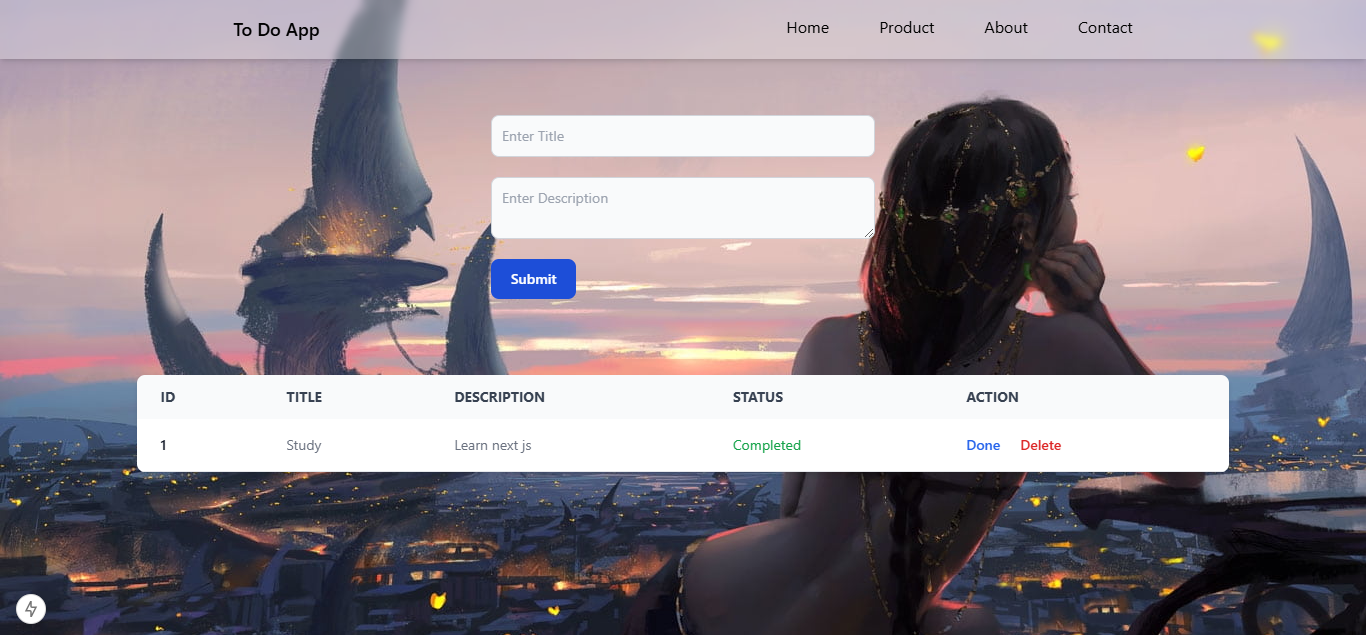 To Do App Home Product About Contact
Enter Title
Enter Description
Submit
ID TITLE DESCRIPTION STATUS ACTION
1 Study Learn next js Completed Done Delete